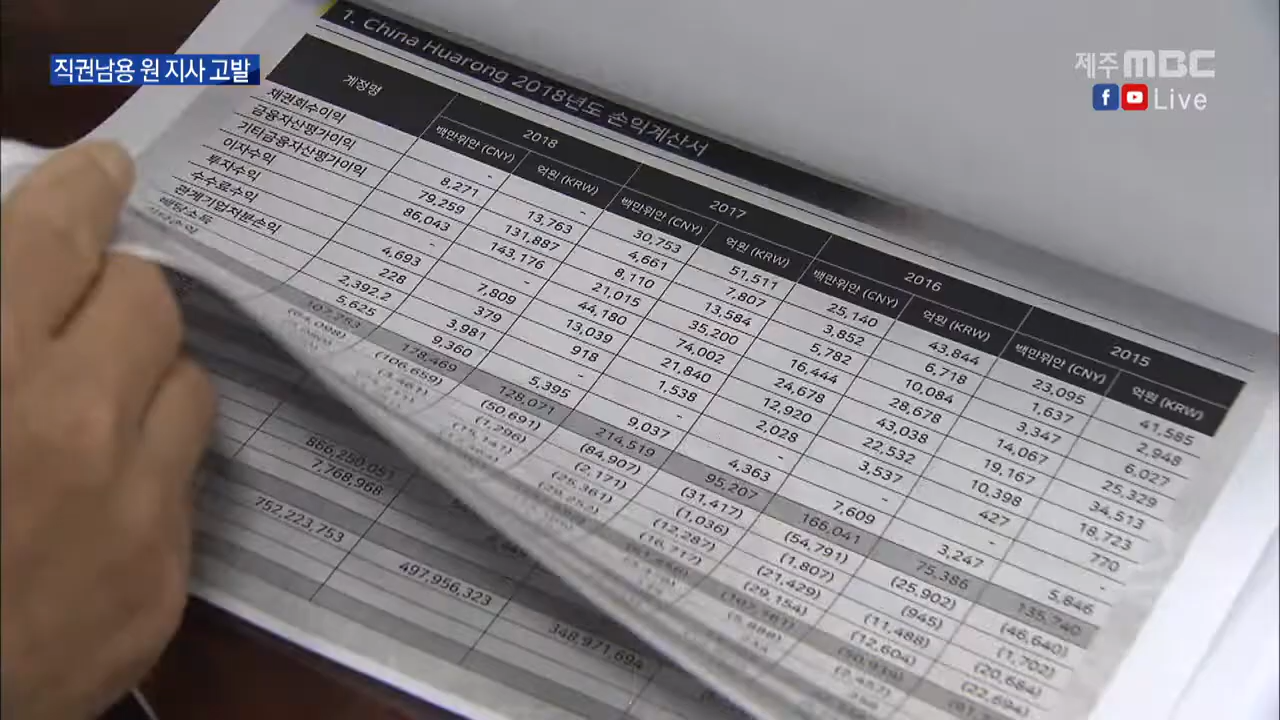 직권남용 원 지사 고발
제주MBC
f Live
1. China Huarong 2018년도 손익계산서
계정명 2018 2017 2016 2015
백만위안 (CNY) 억원 (KRW) 백만위안 (CNY) 억원 (KRW) 백만위안 (CNY) 억원 (KRW) 백만위안 (CNY) 억원 (KRW)
채권회수이익 - - 30,753 51,511 25,140 43,844 23,095 41,585
금융자산평가이익 8,271 13,763 4,661 7,807 3,852 6,718 1,637 2,948
기타금융자산평가이익 79,259 131,887 8,110 13,584 5,782 10,084 3,347 6,027
이자수익 86,043 143,176 21,015 35,200 16,444 28,678 14,067 25,329
투자수익 - 44,180 74,002 24,678 43,038 19,167 34,513
수수료수익 4,693 7,809 13,039 21,840 12,920 22,532 10,398 18,723
관계기업처분손익 228 379 918 1,538 2,028 3,537 427 770
배당소득 2,392.2 3,981 - - - - - -
5,625 9,360 5,395 9,037 4,363 7,609 3,247 5,846
107,253 178,469 128,071 214,519 95,207 166,041 75,386 135,740
(64,098) (106,659) (50,691) (84,907) (31,417) (54,791) (25,902) (46,640)
(1,296) (2,171) (1,036) (1,807) (945) (1,702)
(25,361) (12,287) (21,429) (11,488) (20,684)
(16,717) (29,154) (12,604) (22,694)
866,250,051
7,768,968
752,223,753
497,956,323
348,971,694